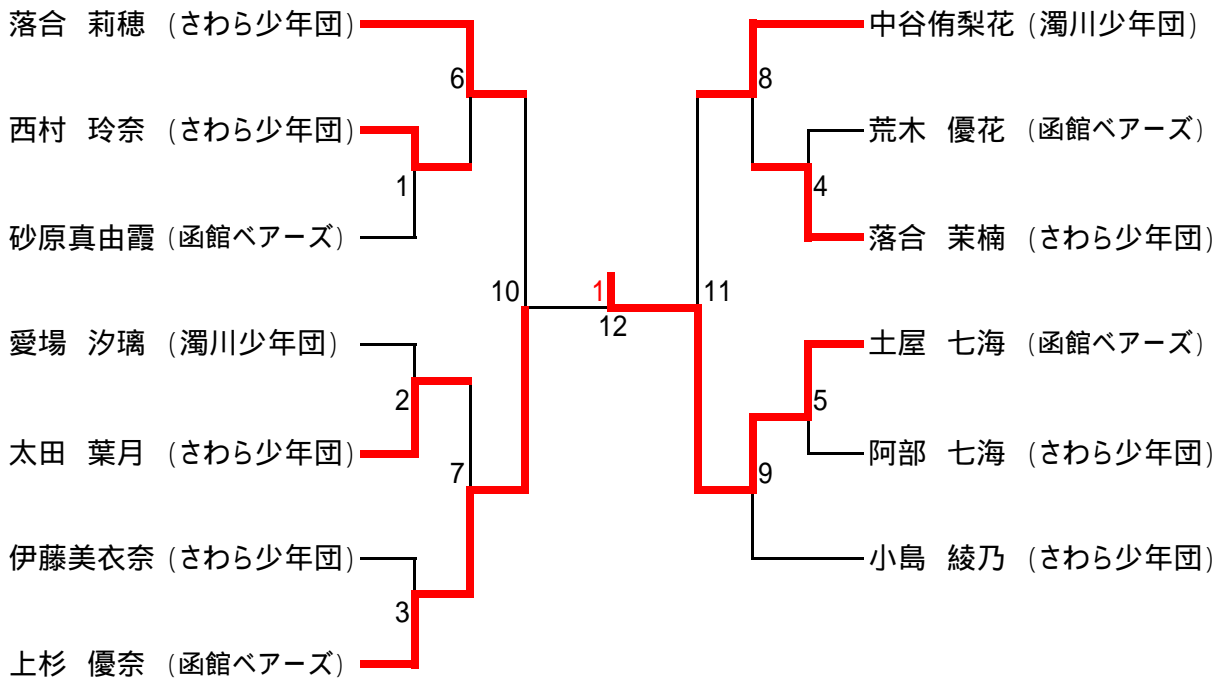 落合 莉穂 (さわら少年団)
中谷侑梨花 (濁川少年団)
6
8
西村 玲奈 (さわら少年団)
荒木 優花 (函館ベアーズ)
1
4
砂原真由霞 (函館ベアーズ)
落合 茉楠 (さわら少年団)
10
1
11
12
愛場 汐璃 (濁川少年団)
土屋 七海 (函館ベアーズ)
2
5
太田 葉月 (さわら少年団)
阿部 七海 (さわら少年団)
7
9
伊藤美衣奈 (さわら少年団)
小島 綾乃 (さわら少年団)
3
上杉 優奈 (函館ベアーズ)